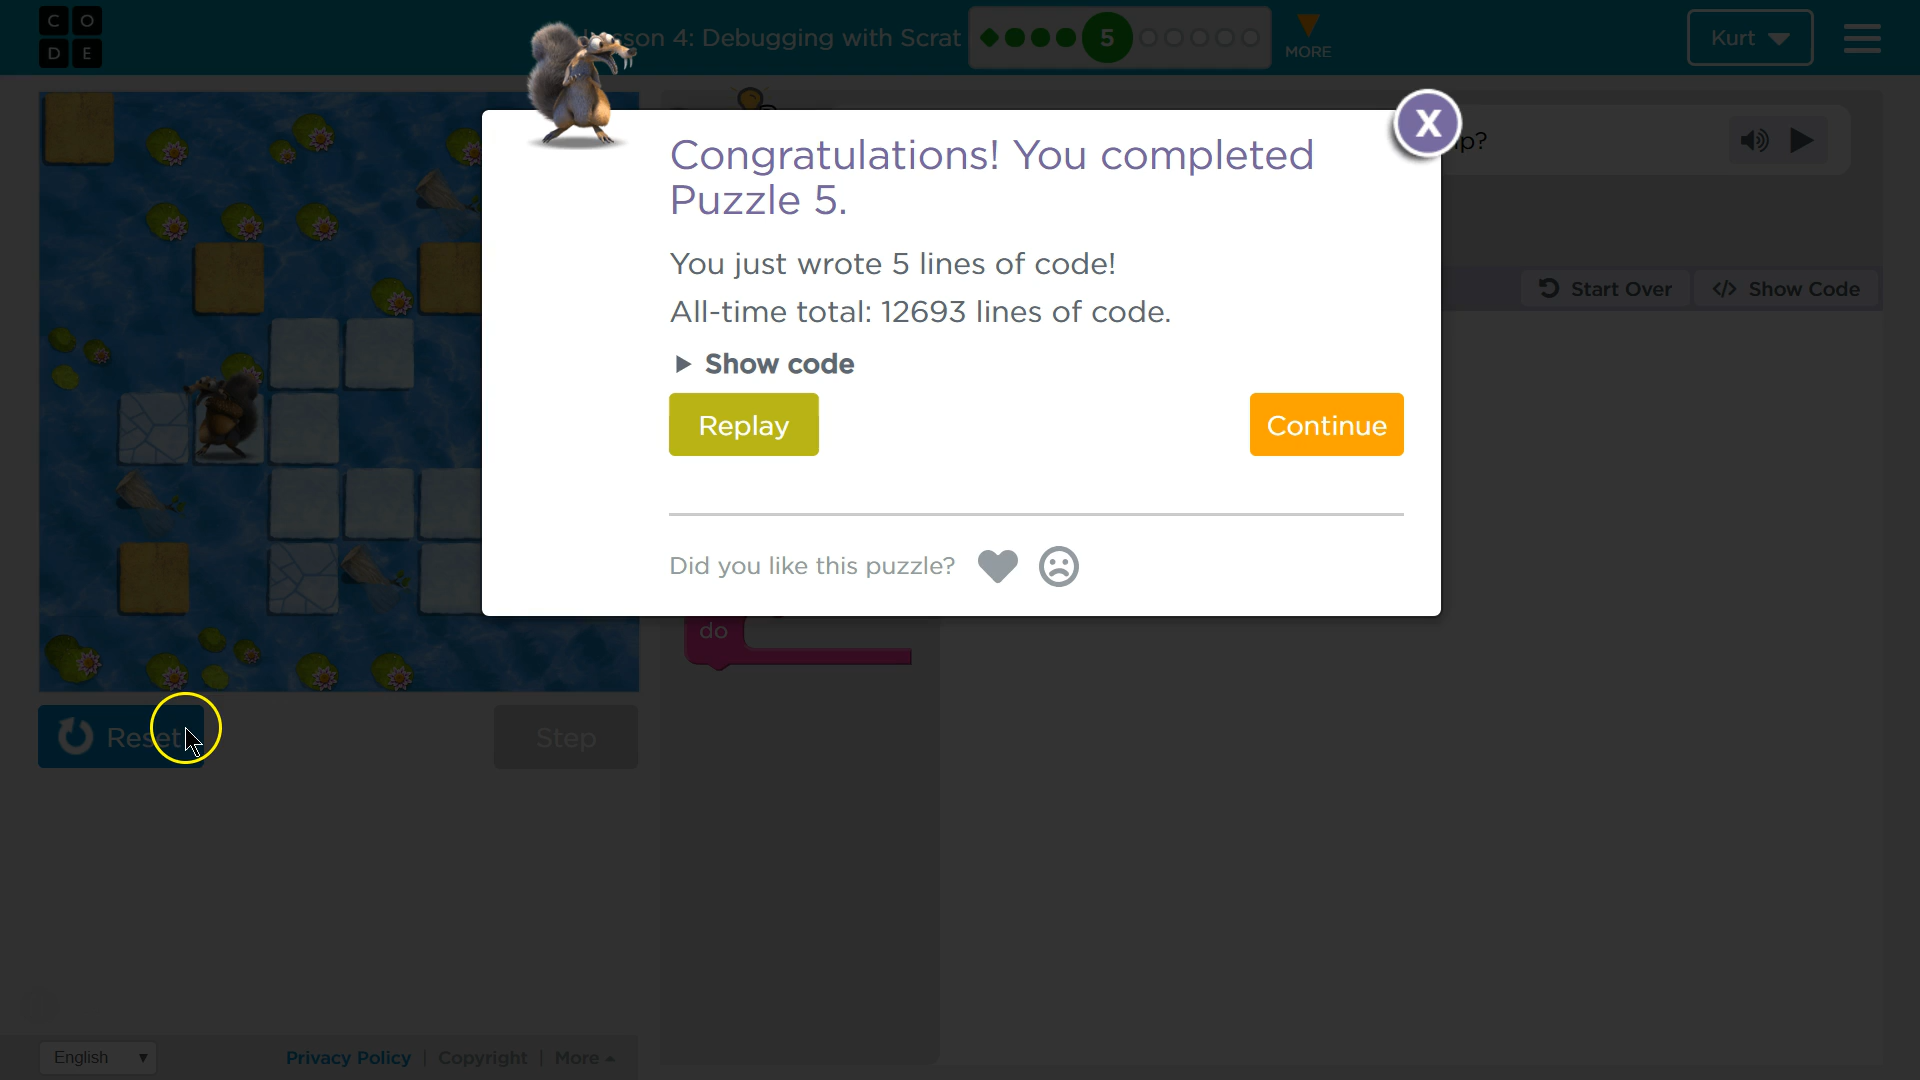 C O
D E
sson 4: Debugging with Scrat
5
MORE
Kurt
X
p?
Congratulations! You completed
Puzzle 5.
You just wrote 5 lines of code!
All-time total: 12693 lines of code.
Start Over
Show Code
Show code
Replay
Continue
Did you like this puzzle?
do
Reset
Step
English
Privacy Policy | Copyright | More